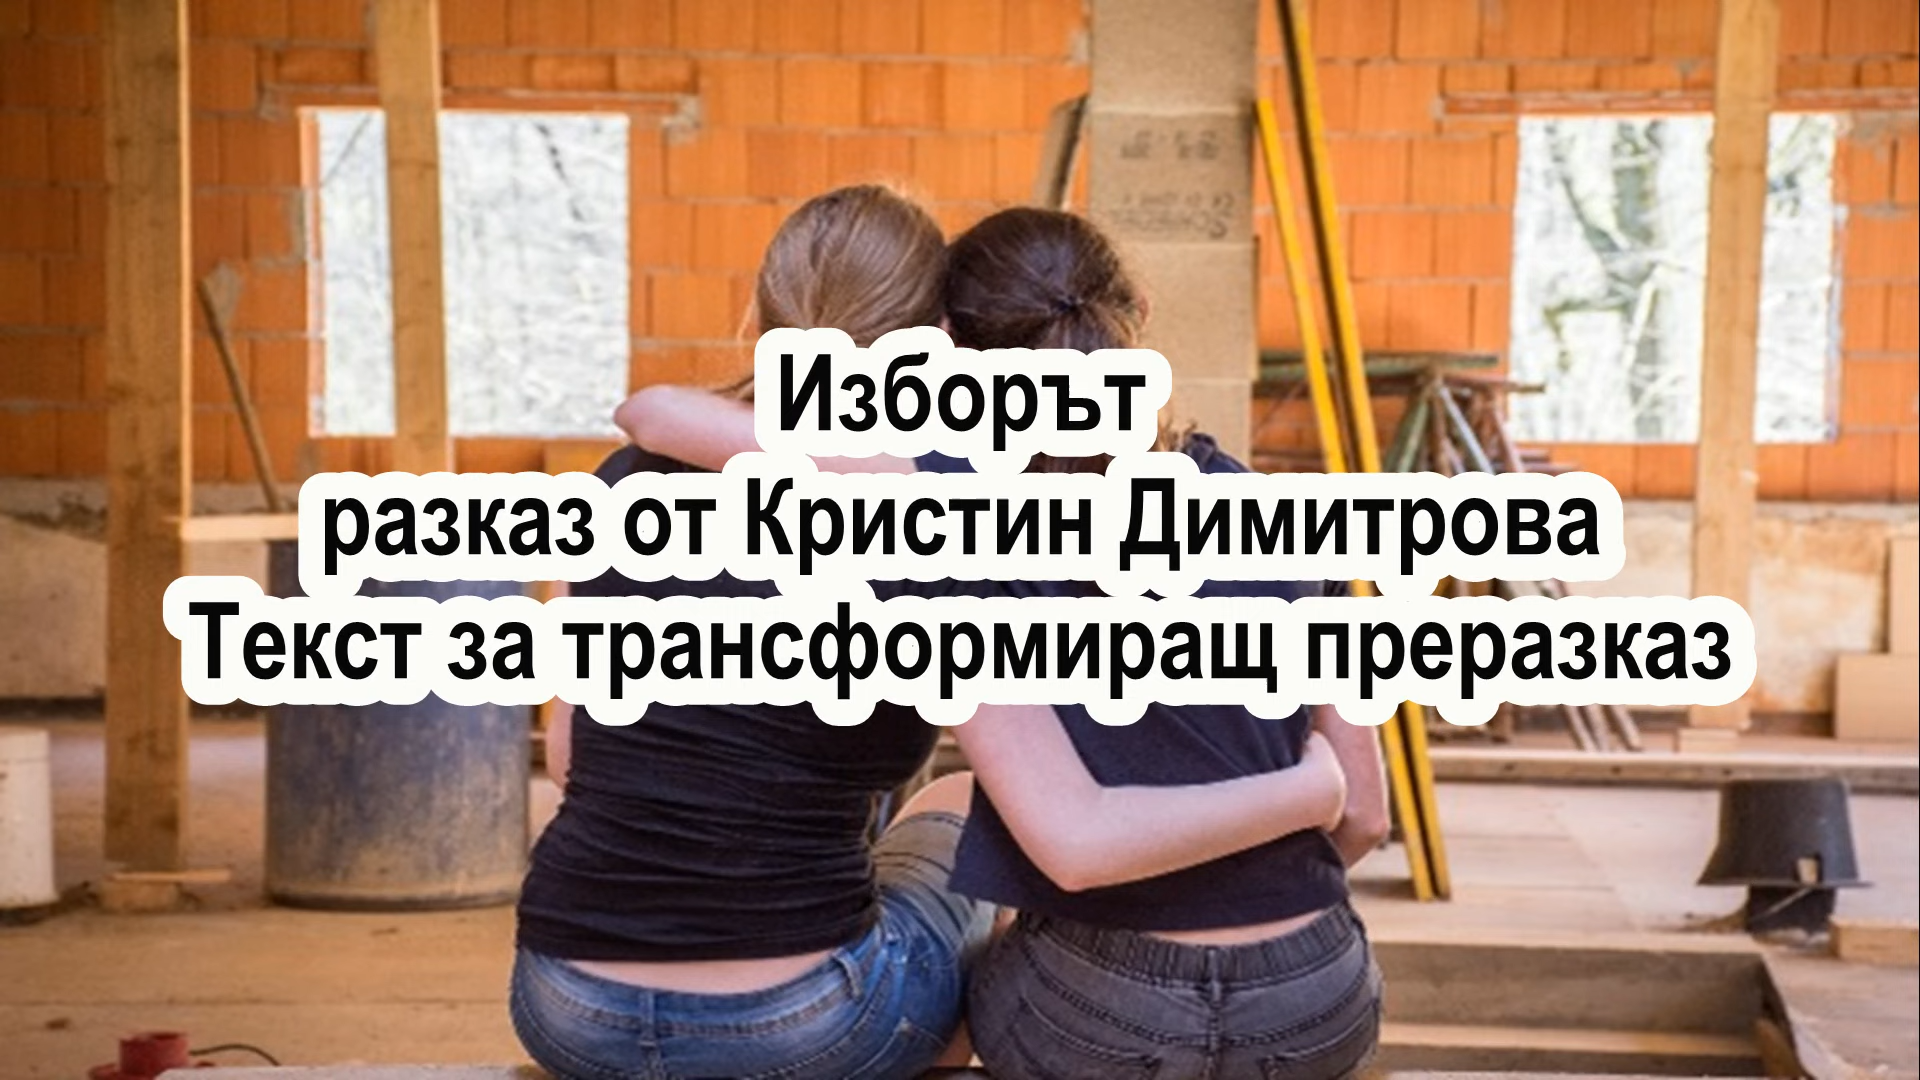 Изборът
разказ от Кристин Димитрова
Текст за трансформиращ преразказ